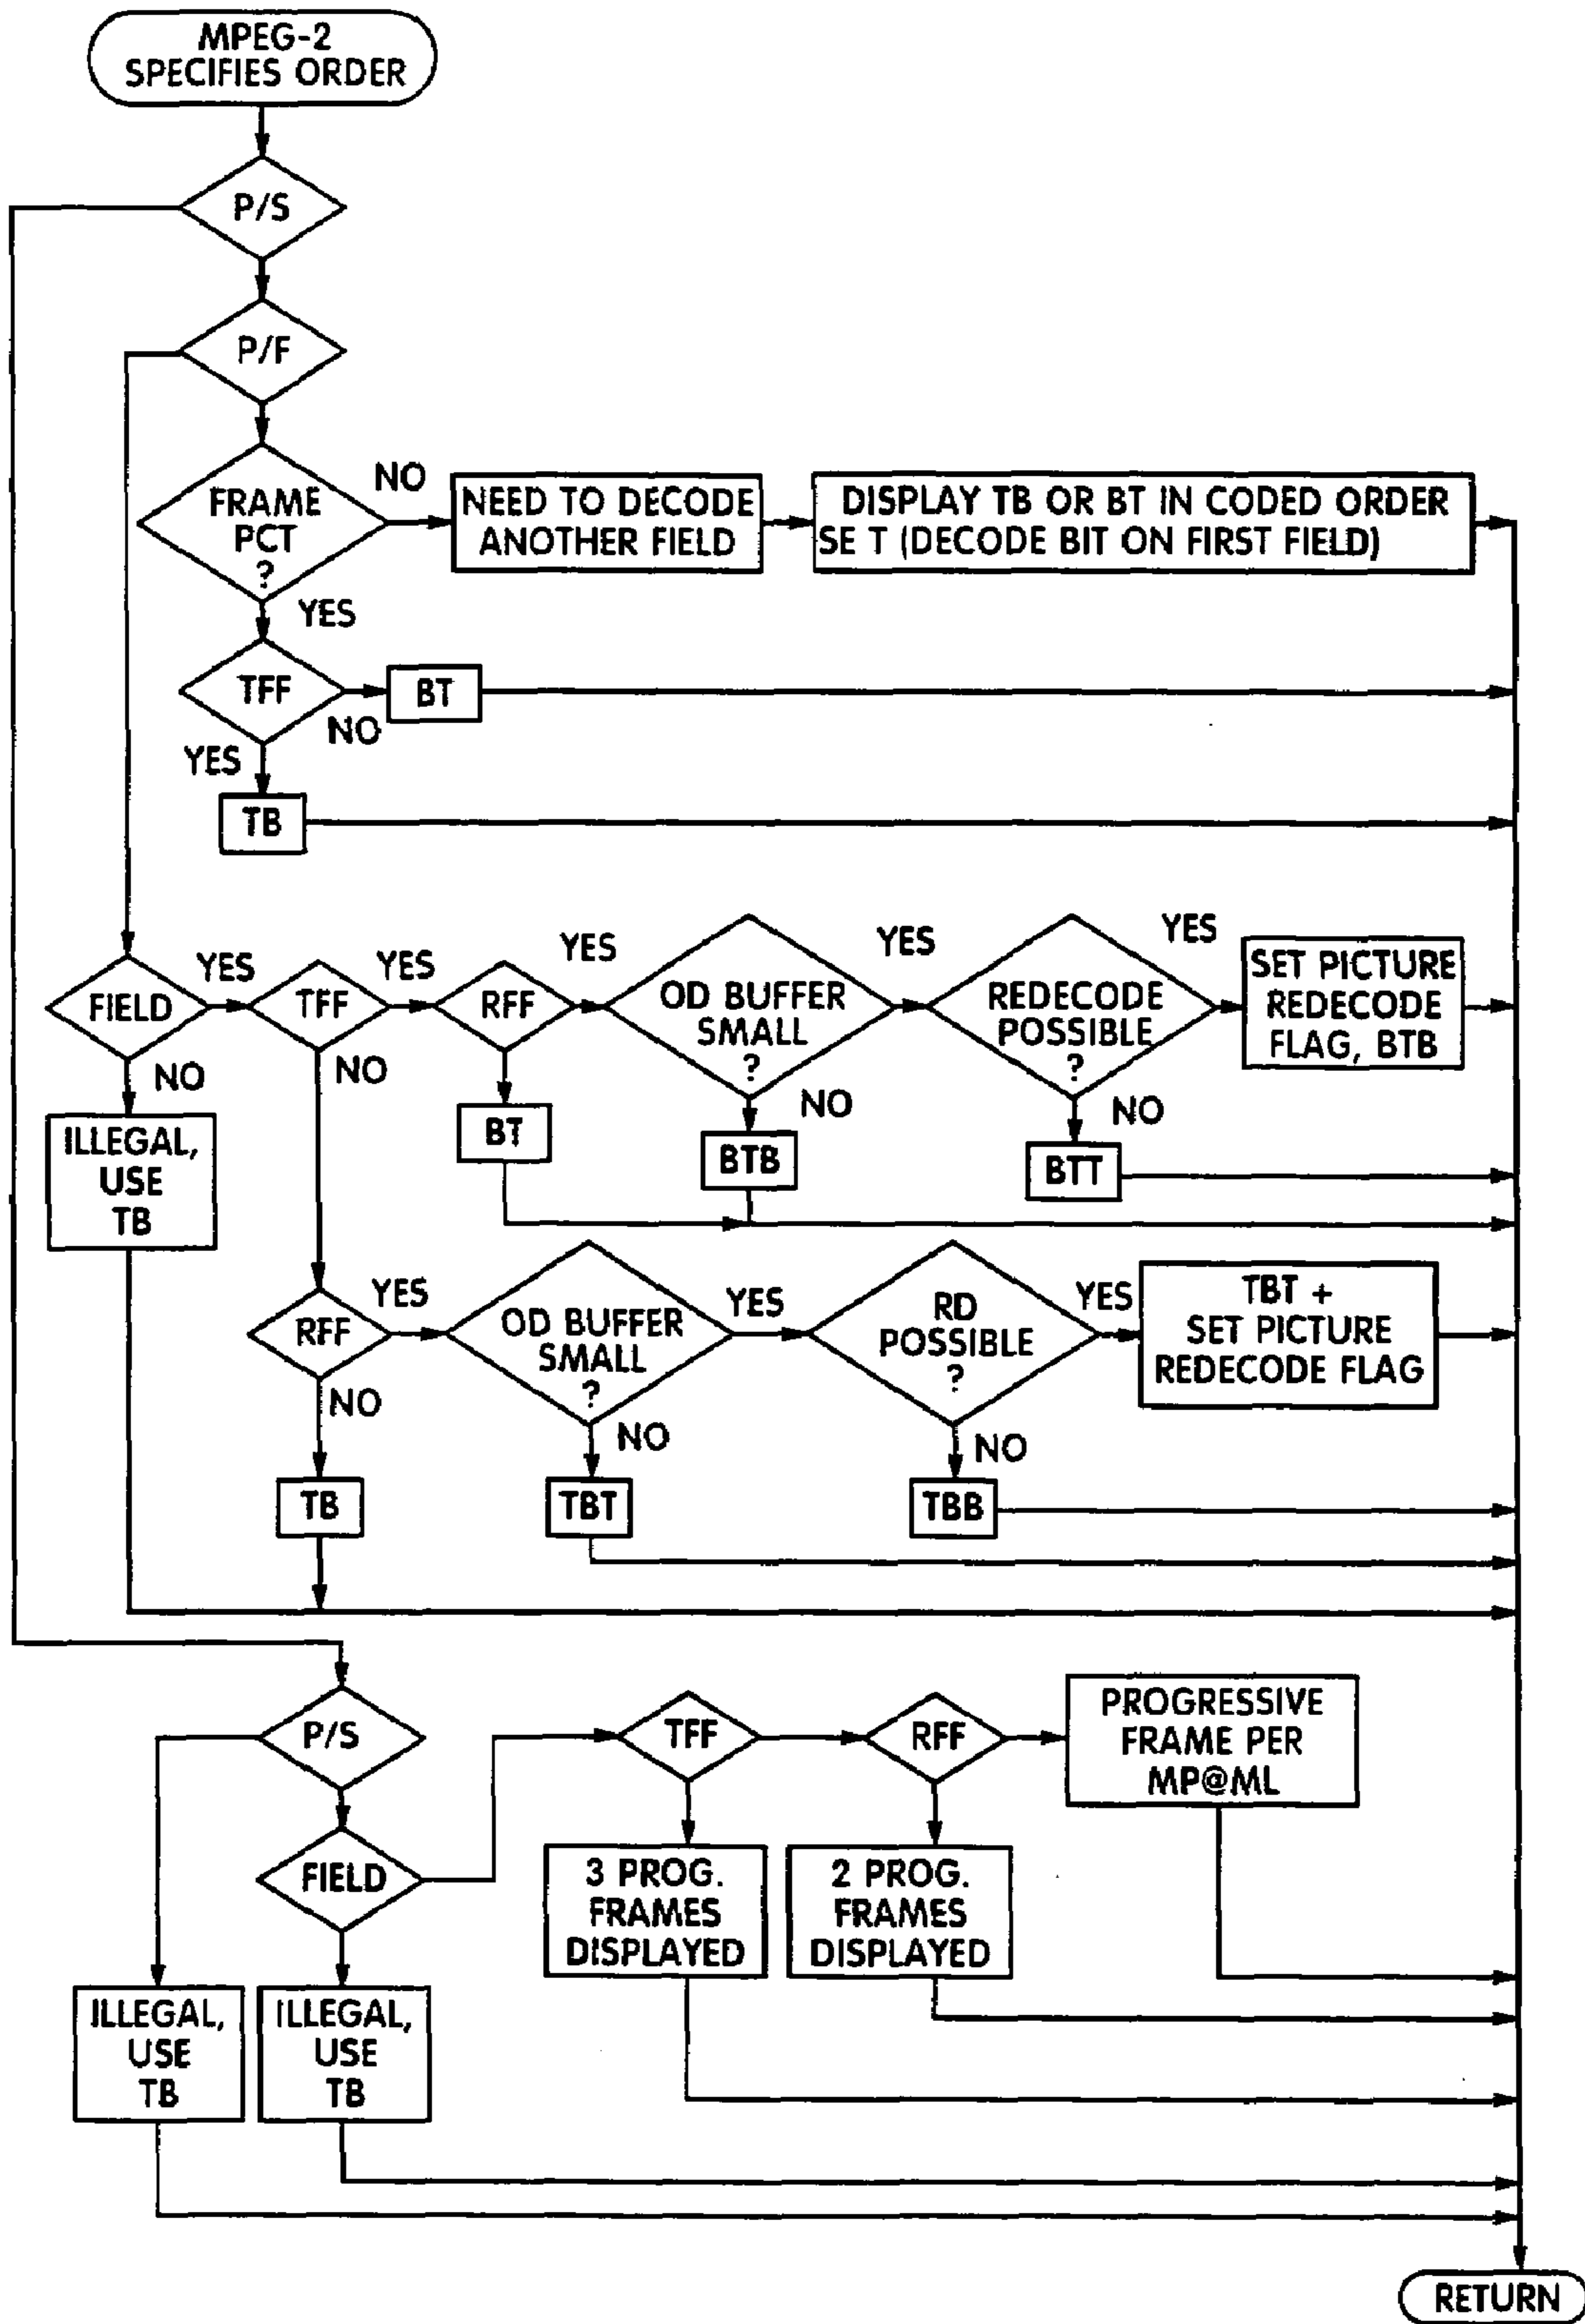 MPEG-2
SPECIFIES ORDER
P/S
P/F
FRAME
PCT
?
NO
NEED TO DECODE
ANOTHER FIELD
DISPLAY TB OR BT IN CODED ORDER
SE T (DECODE BIT ON FIRST FIELD)
YES
TFF
BT
NO
YES
TB
FIELD
YES
TFF
YES
RFF
YES
OD BUFFER
SMALL
?
YES
REDECODE
POSSIBLE
?
YES
SET PICTURE
REDECODE
FLAG, BTB
NO
ILLEGAL,
USE
TB
NO
BT
NO
BTB
NO
BTT
RFF
YES
OD BUFFER
SMALL
?
YES
RD
POSSIBLE
?
YES
TBT +
SET PICTURE
REDECODE FLAG
NO
TB
NO
TBT
NO
TBB
P/S
TFF
RFF
PROGRESSIVE
FRAME PER
MP@ML
FIELD
3 PROG.
FRAMES
DISPLAYED
2 PROG.
FRAMES
DISPLAYED
ILLEGAL,
USE
TB
ILLEGAL,
USE
TB
RETURN